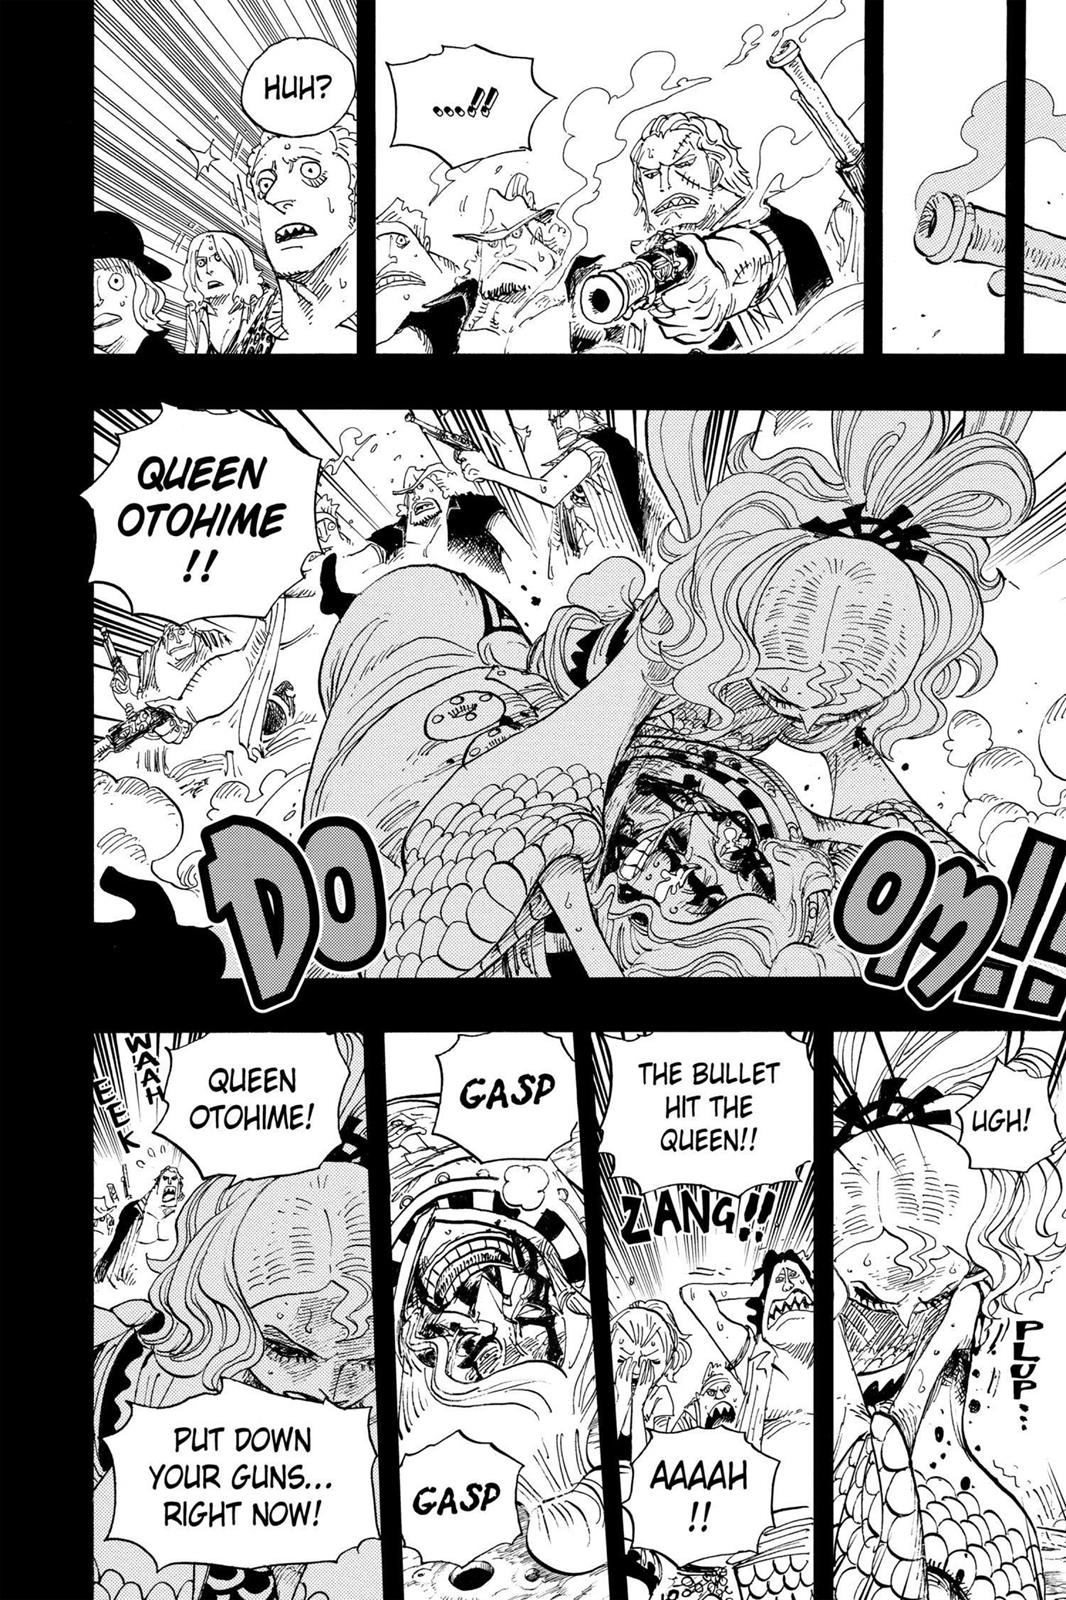 ...!!
HUH?
QUEEN
OTOHIME
!!
DO
OM!!
UGH!
PLUP...
THE BULLET
HIT THE
QUEEN!!
ZANG!!
AAAAH
!!
GASP
GASP
QUEEN
OTOHIME!
WAAH
EEK
PUT DOWN
YOUR GUNS...
RIGHT NOW!